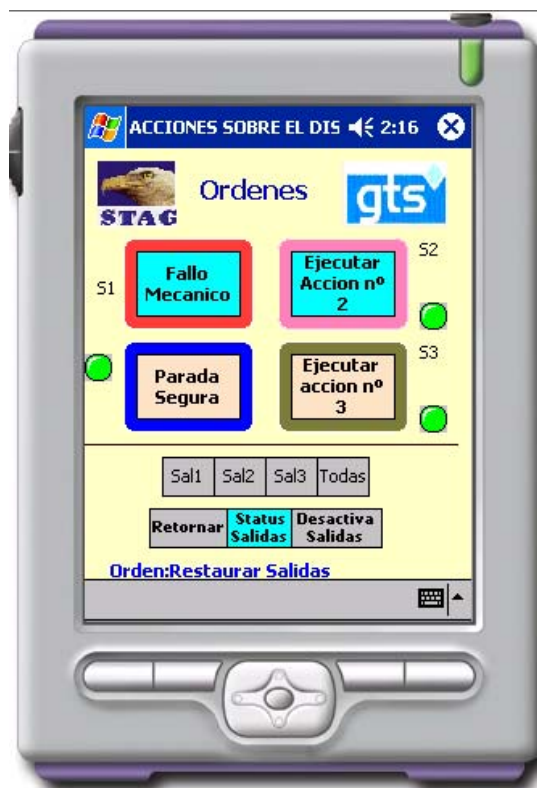 ACCIONES SOBRE EL DIS 2:16
STAG
Ordenes
gts
S1
Fallo
Mecanico
Ejecutar
Accion nº
2
S2
Parada
Segura
Ejecutar
accion nº
3
S3
Sal1 Sal2 Sal3 Todas
Retornar
Status
Salidas
Desactiva
Salidas
Orden:Restaurar Salidas